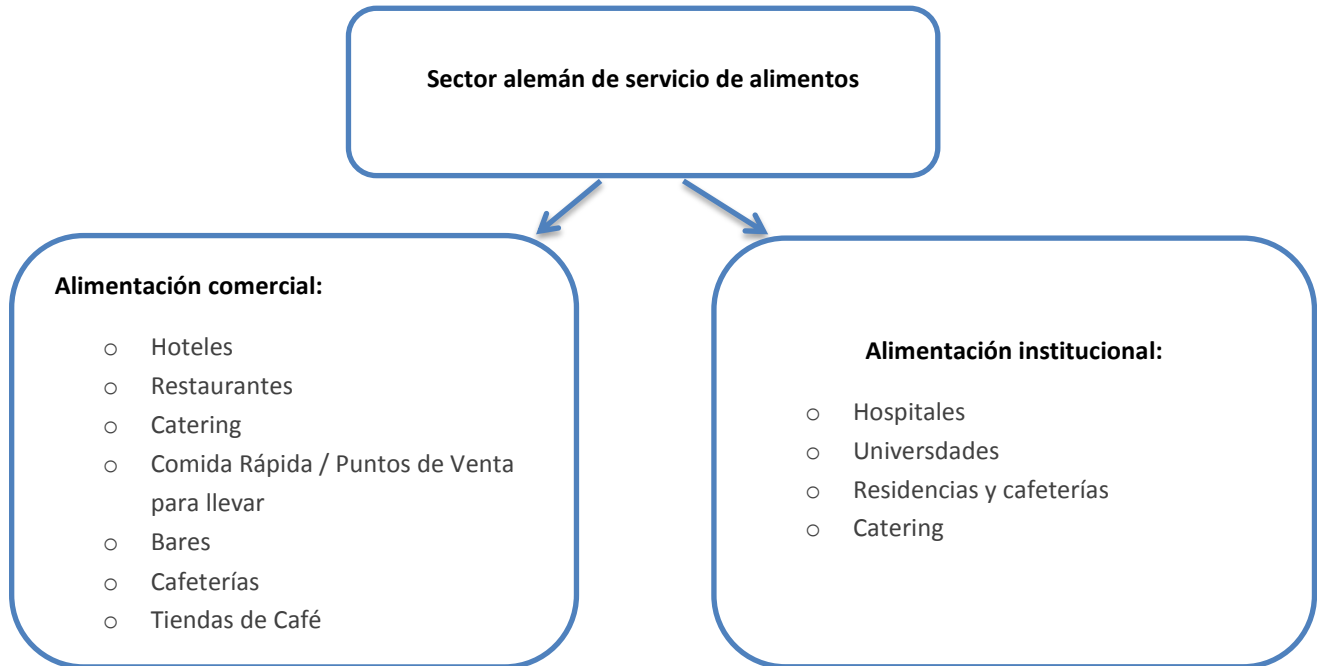 Sector alemán de servicio de alimentos
Alimentación comercial:
o Hoteles
o Restaurantes
o Catering
o Comida Rápida / Puntos de Venta
para llevar
o Bares
o Cafeterías
o Tiendas de Café
Alimentación institucional:
o Hospitales
o Universdades
o Residencias y cafeterías
o Catering